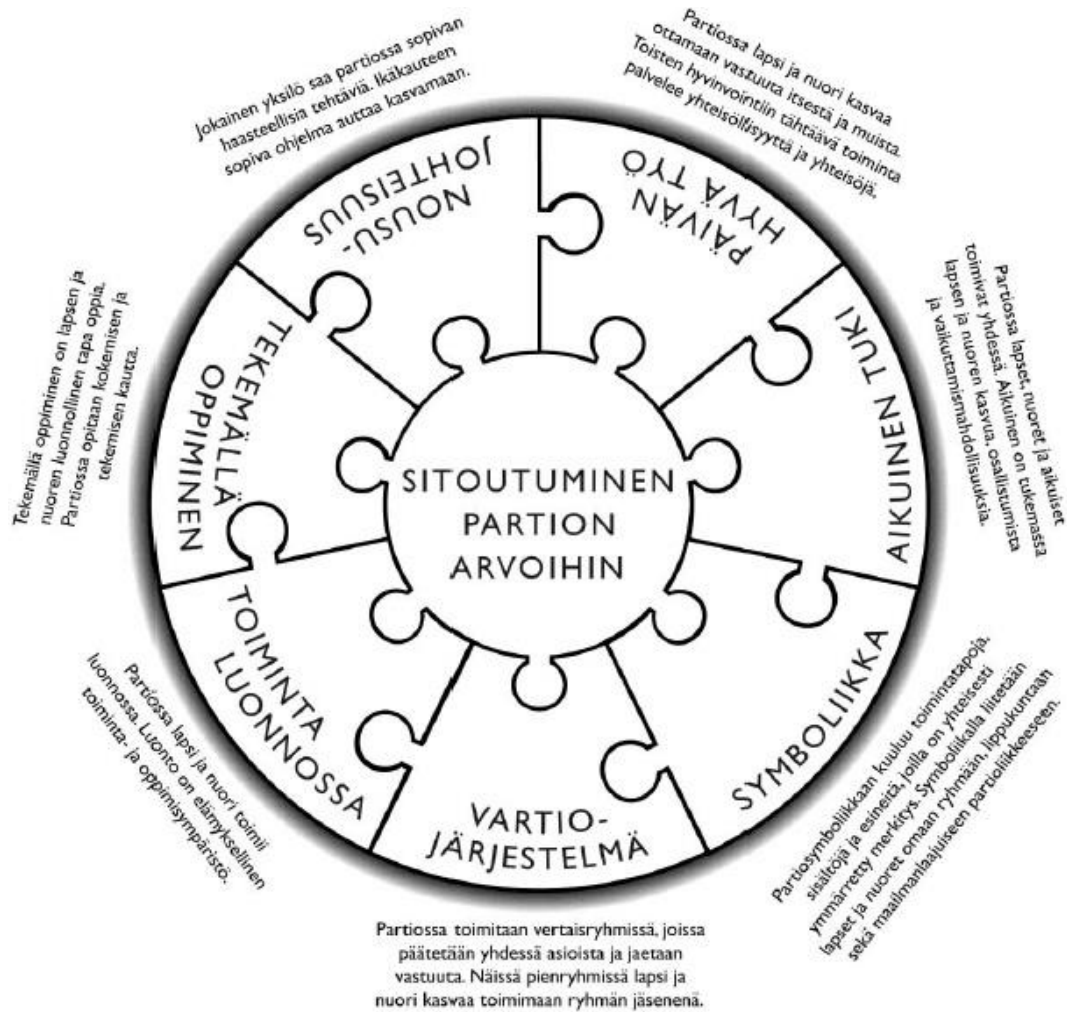 SITOUTUMINEN
PARTION
ARVOIHIN
NOUSU-
JOHTEISUUS
Jokainen yksilö saa partiossa sopivan
haasteellisia tehtäviä. Ikäkauteen
sopiva ohjelma auttaa kasvamaan.
PÄIVÄN
HYVÄ TYÖ
Partiossa lapsi ja nuori kasvaa
ottamaan vastuuta itsestä ja muista.
Toisten hyvinvointiin tähtäävä toiminta
palvelee yhteisöllisyyttä ja yhteisöjä.
AIKUINEN TUKI
Partiossa lapset, nuoret ja aikuiset
toimivat yhdessä. Aikuinen on tukemassa
lapsen ja nuoren kasvua, osallistumista
ja vaikuttamismahdollisuuksia.
SYMBOLIIKKA
Partiosymboliikkaan kuuluu toimintatapoja,
sisältöjä ja esineitä, joilla on yhteisesti
ymmärretty merkitys. Symboliikalla liitetään
lapset ja nuoret omaan ryhmään, lippukuntaan
sekä maailmanlaajuiseen partioliikkeeseen.
VARTIO-
JÄRJESTELMÄ
Partiossa toimitaan vertaisryhmissä, joissa
päätetään yhdessä asioista ja jaetaan
vastuuta. Näissä pienryhmissä lapsi ja
nuori kasvaa toimimaan ryhmän jäsenenä.
TOIMINTA
LUONNOSSA
Partiossa lapsi ja nuori toimii
luonnossa. Luonto on elämyksellinen
toiminta- ja oppimisympäristö.
TEKEMÄLLÄ
OPPIMINEN
Tekemällä oppiminen on lapsen ja
nuoren luonnollinen tapa oppia.
Partiossa opitaan kokemisen ja
tekemisen kautta.